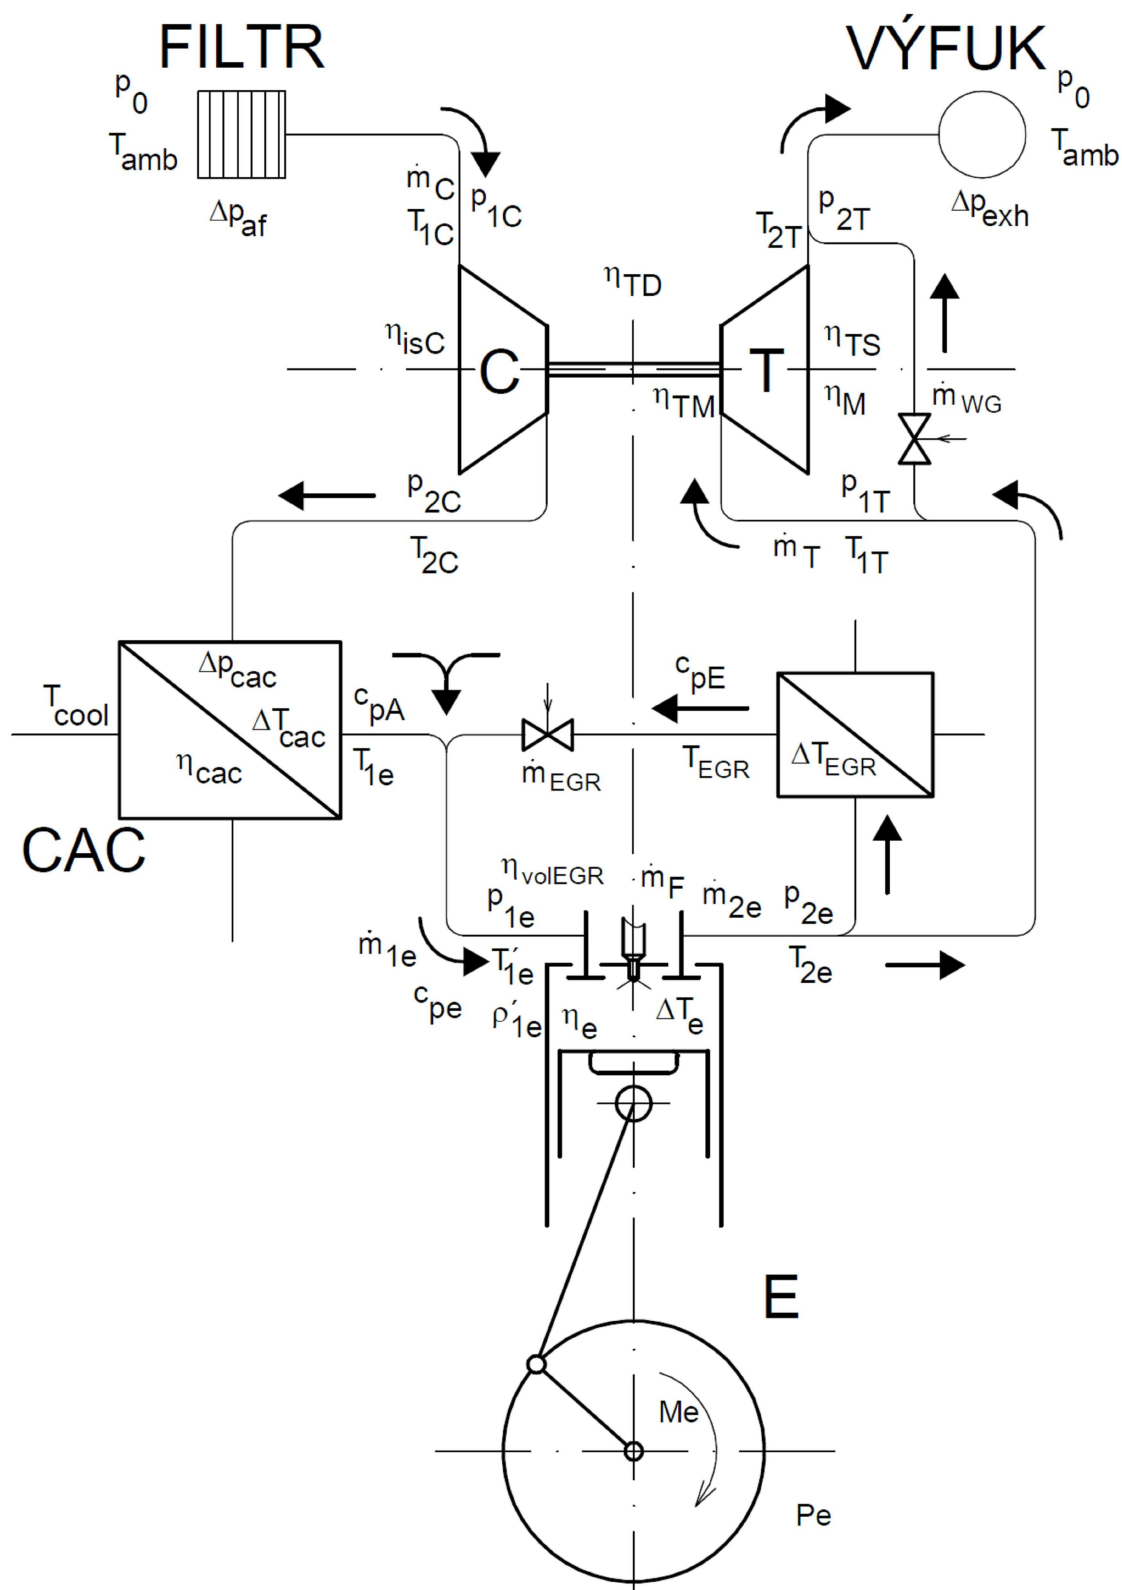 FILTR
VÝFUK
p0
Tamb
Δpaf
ṁC
p1C
T1C
p0
Tamb
Δpexh
p2T
T2T
ηTD
ηisC
C
T
ηTS
ηTM
ηM
ṁWG
p2C
T2C
p1T
ṁT
T1T
Δpcac
Tcool
ΔTcac
ηcac
cpA
T1e
CAC
cpE
TEGR
ṁEGR
ΔTEGR
ηvolEGR
ṁF
ṁ2e
p2e
p1e
ṁ1e
T′1e
T2e
cpe
ρ′1e
ηe
ΔTe
E
Me
Pe